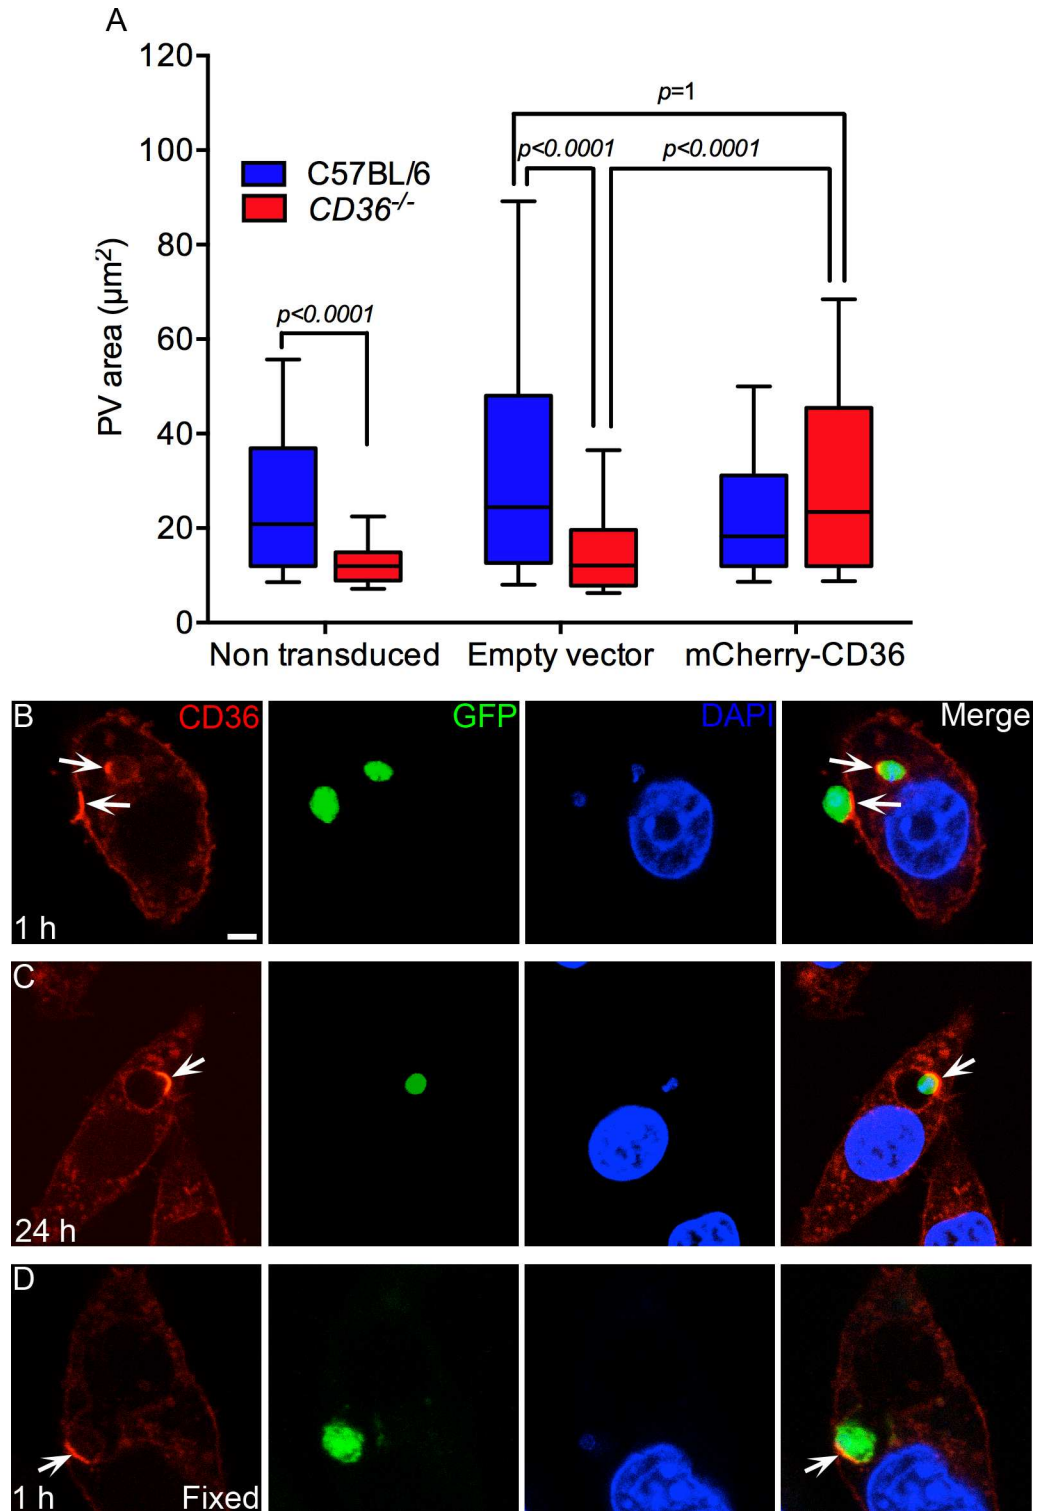 A
120
100
80
60
40
20
0
PV area (µm²)
C57BL/6
CD36-/-
p<0.0001
p=1
p<0.0001
p<0.0001
Non transduced
Empty vector
mCherry-CD36
B
CD36
GFP
DAPI
Merge
1 h
C
24 h
D
1 h
Fixed